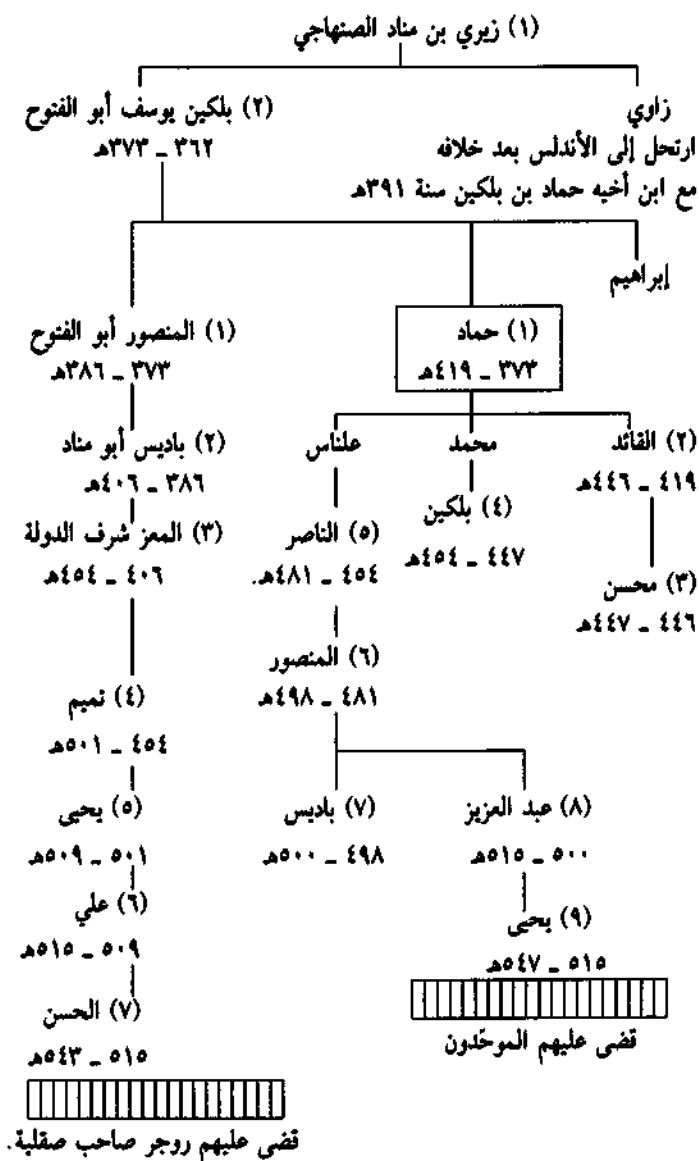 (١) زيري بن مناد الصنهاجي
زاوي
ارتحل إلى الأندلس بعد خلافه
مع ابن أخيه حماد بن بلكين سنة ٣٩١هـ
(٢) بلكين يوسف أبو الفتوح
٣٦٢ - ٣٧٣هـ
إبراهيم
(١) حماد
٣٧٣ - ٤١٩هـ
(١) المنصور أبو الفتوح
٣٧٣ - ٣٨٦هـ
(٢) القائد
٤١٩ - ٤٤٦هـ
محمد
علناس
(٢) باديس أبو مناد
٣٨٦ - ٤٠٦هـ
(٣) محسن
٤٤٦ - ٤٤٧هـ
(٤) بلكين
٤٤٧ - ٤٥٤هـ
(٥) الناصر
٤٥٤ - ٤٨١هـ.
(٣) المعز شرف الدولة
٤٠٦ - ٤٥٤هـ
(٦) المنصور
٤٨١ - ٤٩٨هـ
(٤) تميم
٤٥٤ - ٥٠١هـ
(٨) عبد العزيز
٥٠٠ - ٥١٥هـ
(٧) باديس
٤٩٨ - ٥٠٠هـ
(٥) يحيى
٥٠١ - ٥٠٩هـ
(٩) يحيى
٥١٥ - ٥٤٧هـ
قضى عليهم الموحّدون
(٦) علي
٥٠٩ - ٥١٥هـ
(٧) الحسن
٥١٥ - ٥٤٣هـ
قضى عليهم روجر صاحب صقلية.